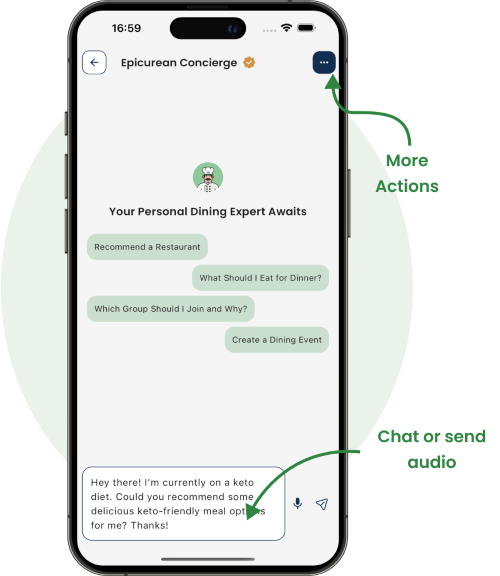 16:59
Epicurean Concierge
More
Actions
Your Personal Dining Expert Awaits
Recommend a Restaurant
What Should I Eat for Dinner?
Which Group Should I Join and Why?
Create a Dining Event
Chat or send
audio
Hey there! I'm currently on a keto
diet. Could you recommend some
delicious keto-friendly meal options
for me? Thanks!